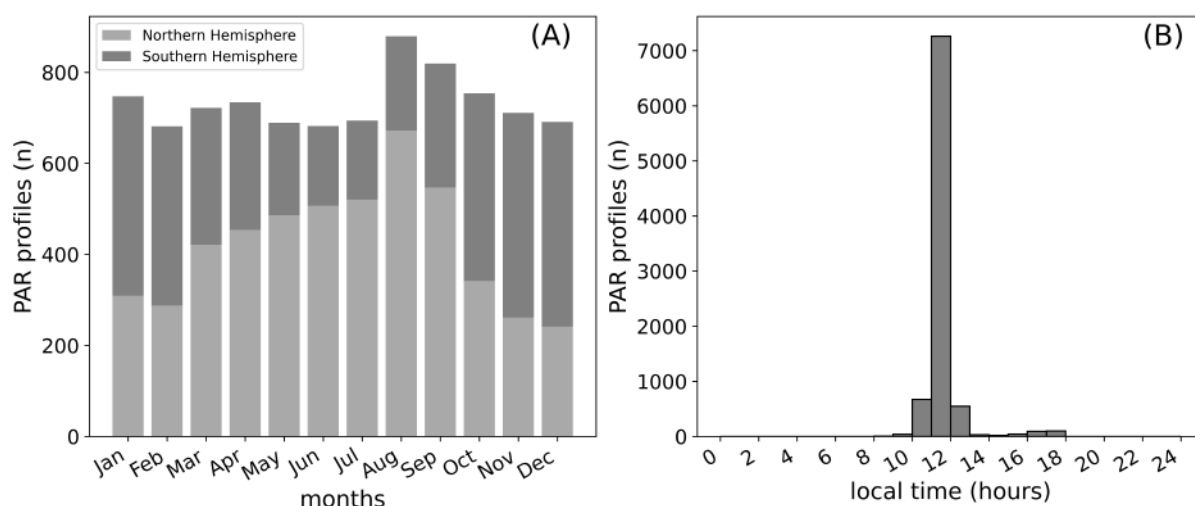 (A)
Northern Hemisphere
Southern Hemisphere
PAR profiles (n)
800
600
400
200
0
Jan Feb Mar Apr May Jun Jul Aug Sep Oct Nov Dec
months
(B)
PAR profiles (n)
7000
6000
5000
4000
3000
2000
1000
0
0 2 4 6 8 10 12 14 16 18 20 22 24
local time (hours)